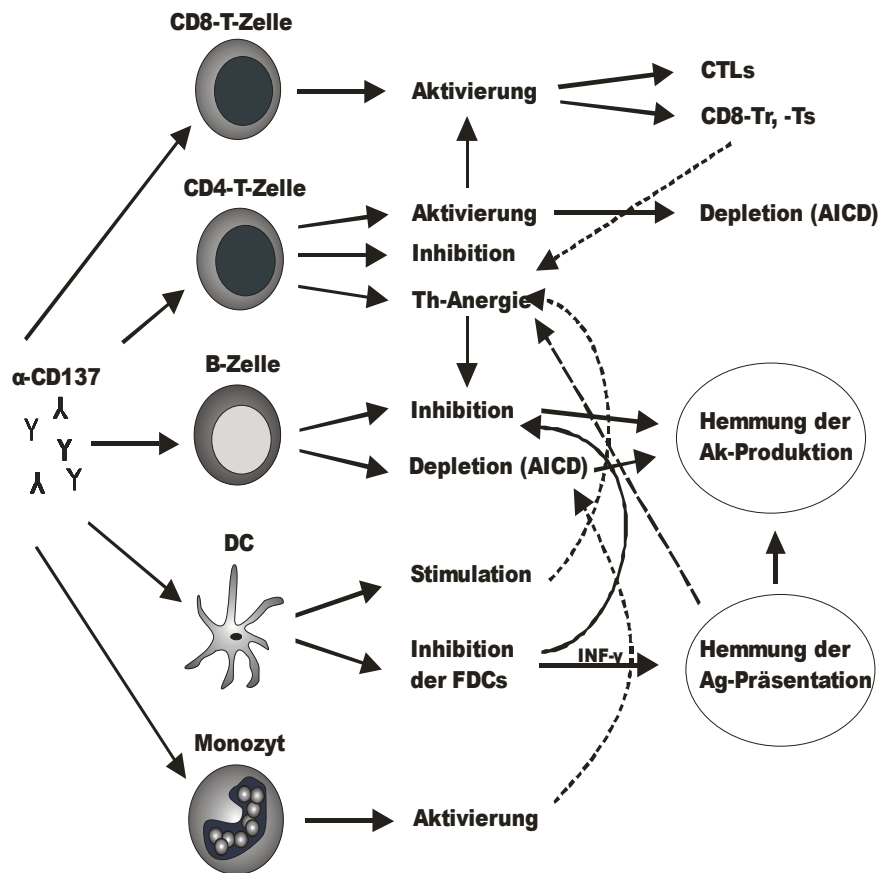 CD8-T-Zelle
Aktivierung
CTLs
CD8-Tr, -Ts
CD4-T-Zelle
Aktivierung
Depletion (AICD)
Inhibition
Th-Anergie
α-CD137
B-Zelle
Inhibition
Depletion (AICD)
Hemmung der
Ak-Produktion
DC
Stimulation
Inhibition
der FDCs
INF-γ
Hemmung der
Ag-Präsentation
Monozyt
Aktivierung